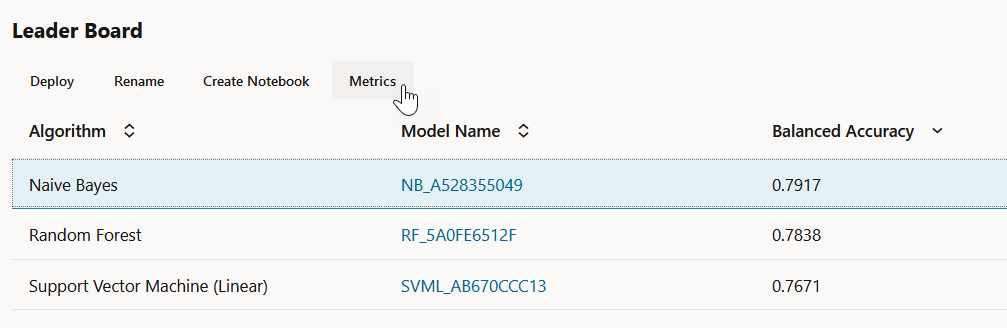 Leader Board
Deploy Rename Create Notebook Metrics
Algorithm Model Name Balanced Accuracy
Naive Bayes NB_A528355049 0.7917
Random Forest RF_5A0FE6512F 0.7838
Support Vector Machine (Linear) SVML_AB670CCC13 0.7671